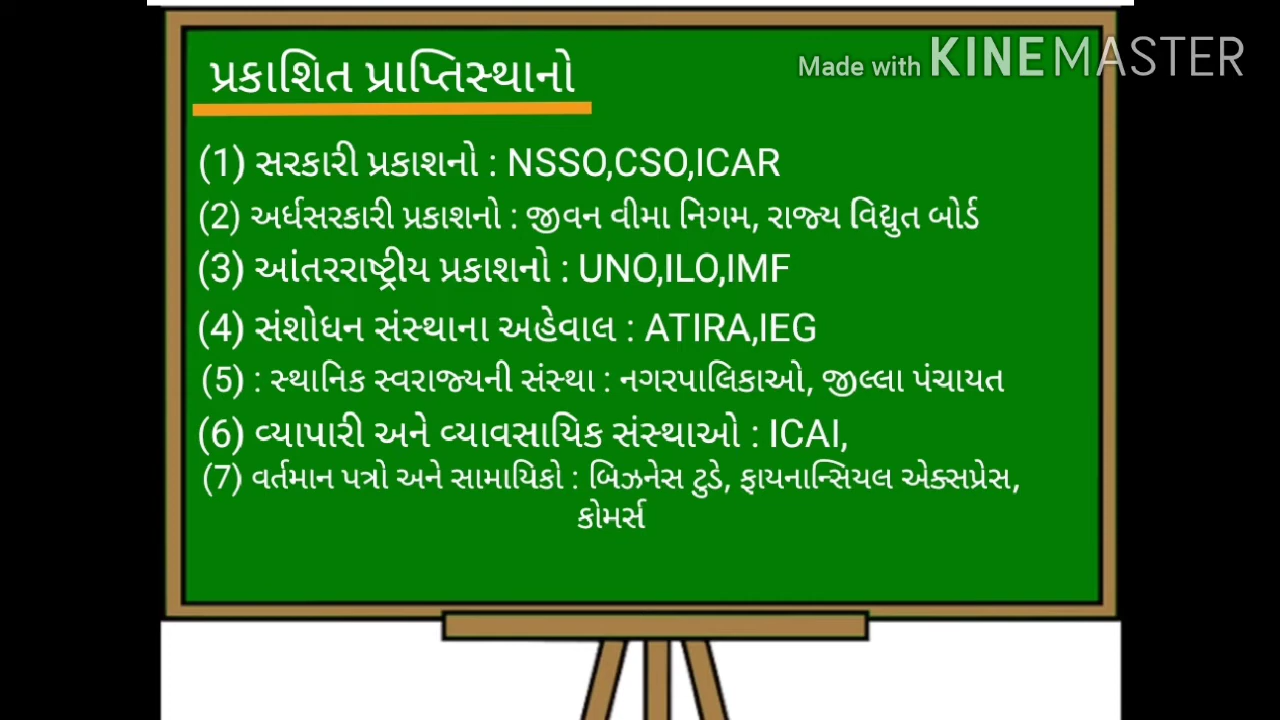 પ્રકાશિત પ્રાપ્તિસ્થાનો
Made with KINEMASTER
(1) સરકારી પ્રકાશનો : NSSO,CSO,ICAR
(2) અર્ધસરકારી પ્રકાશનો : જીવન વીમા નિગમ, રાજ્ય વિદ્યુત બોર્ડ
(3) આંતરરાષ્ટ્રીય પ્રકાશનો : UNO,ILO,IMF
(4) સંશોધન સંસ્થાના અહેવાલ : ATIRA,IEG
(5) : સ્થાનિક સ્વરાજ્યની સંસ્થા : નગરપાલિકાઓ, જીલ્લા પંચાયત
(6) વ્યાપારી અને વ્યાવસાયિક સંસ્થાઓ : ICAI,
(7) વર્તમાન પત્રો અને સામાયિકો : બિઝનેસ ટુડે, ફાયનાન્સિયલ એક્સપ્રેસ,
કોમર્સ